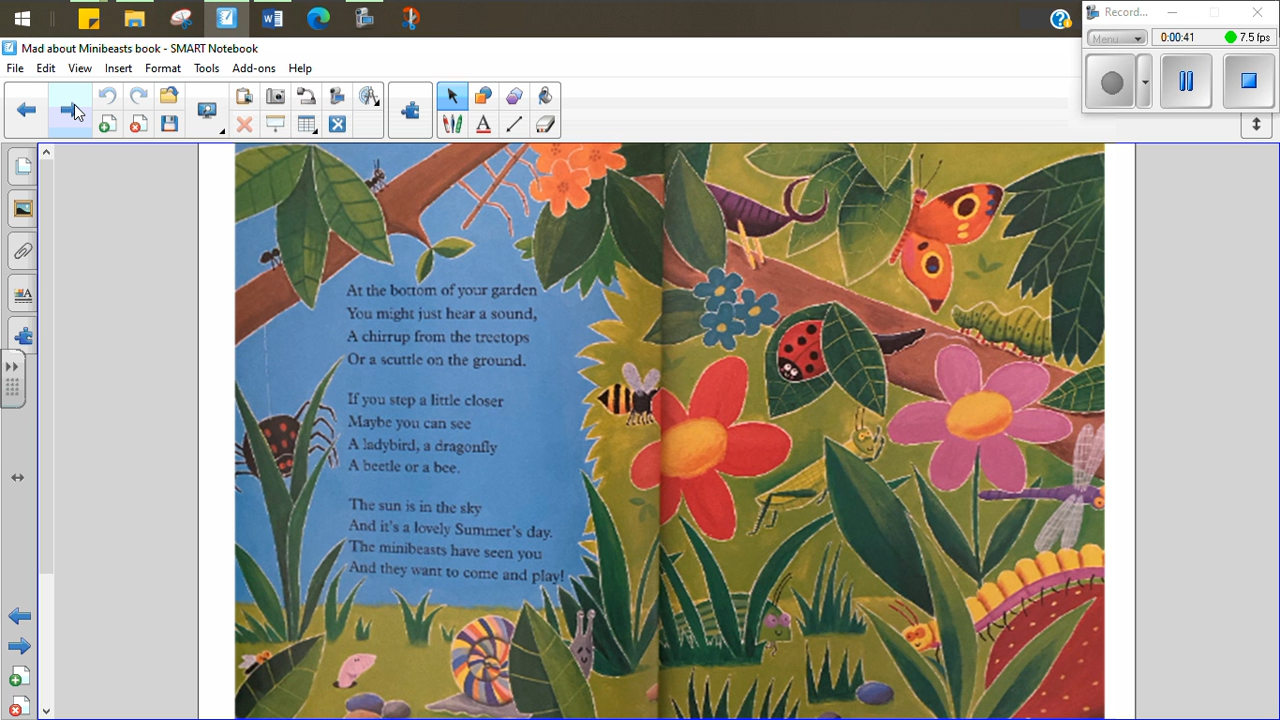 Mad about Minibeasts book - SMART Notebook
File Edit View Insert Format Tools Add-ons Help
Record...
Menu 0:00:41 7.5 fps
At the bottom of your garden
You might just hear a sound,
A chirrup from the treetops
Or a scuttle on the ground.
If you step a little closer
Maybe you can see
A ladybird, a dragonfly
A beetle or a bee.
The sun is in the sky
And it's a lovely Summer's day.
The minibeasts have seen you
And they want to come and play!